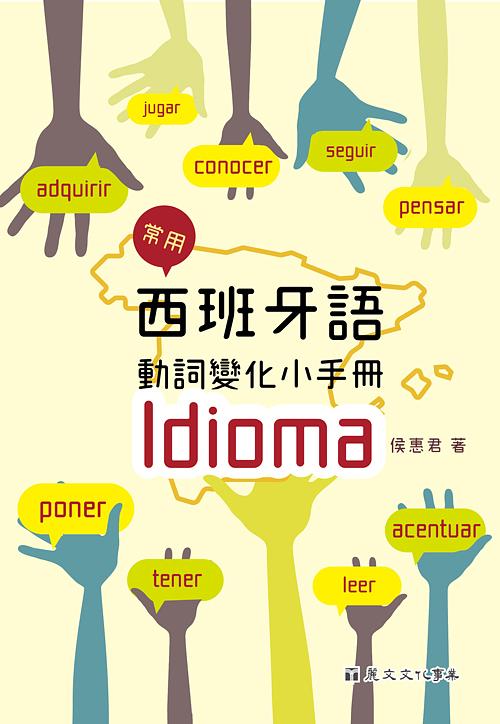 jugar
conocer
seguir
adquirir
pensar
常用
西班牙語
動詞變化小手冊
Idioma
侯惠君 著
poner
acentuar
tener
leer
麗文文化事業